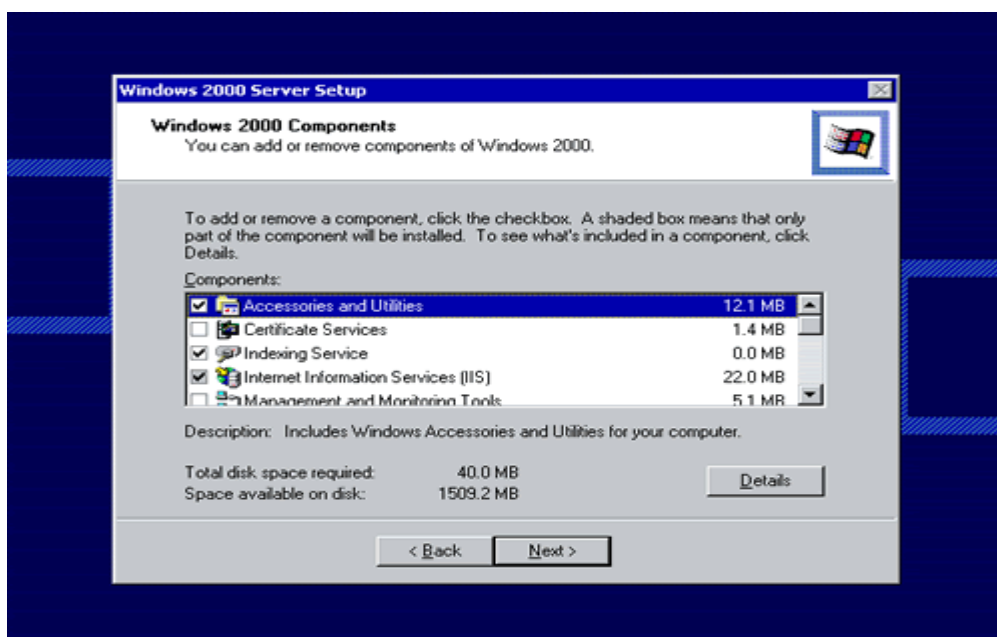 Windows 2000 Server Setup
Windows 2000 Components
You can add or remove components of Windows 2000.
To add or remove a component, click the checkbox. A shaded box means that only
part of the component will be installed. To see what's included in a component, click
Details.
Components:
Accessories and Utilities 12.1 MB
Certificate Services 1.4 MB
Indexing Service 0.0 MB
Internet Information Services (IIS) 22.0 MB
Management and Monitoring Tools 5.1 MB
Description: Includes Windows Accessories and Utilities for your computer.
Total disk space required: 40.0 MB
Space available on disk: 1509.2 MB
Details
< Back Next >